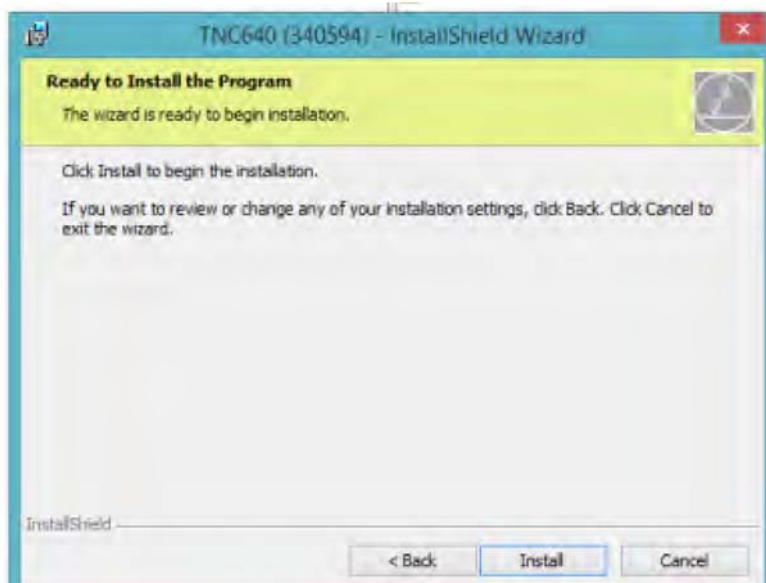 TNC640 (340594) - InstallShield Wizard
Ready to Install the Program
The wizard is ready to begin installation.
Click Install to begin the installation.
If you want to review or change any of your installation settings, click Back. Click Cancel to
exit the wizard.
InstallShield
< Back Install Cancel